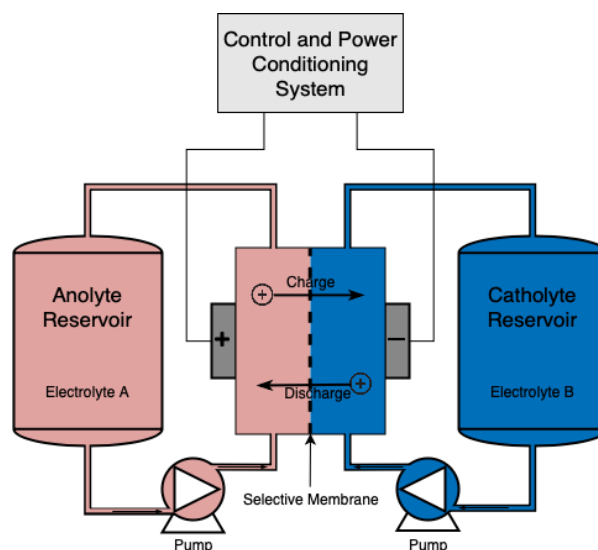 Control and Power
Conditioning
System
Anolyte
Reservoir
Electrolyte A
+
+
Charge
−
Discharge
+
Catholyte
Reservoir
Electrolyte B
Selective Membrane
Pump
Pump